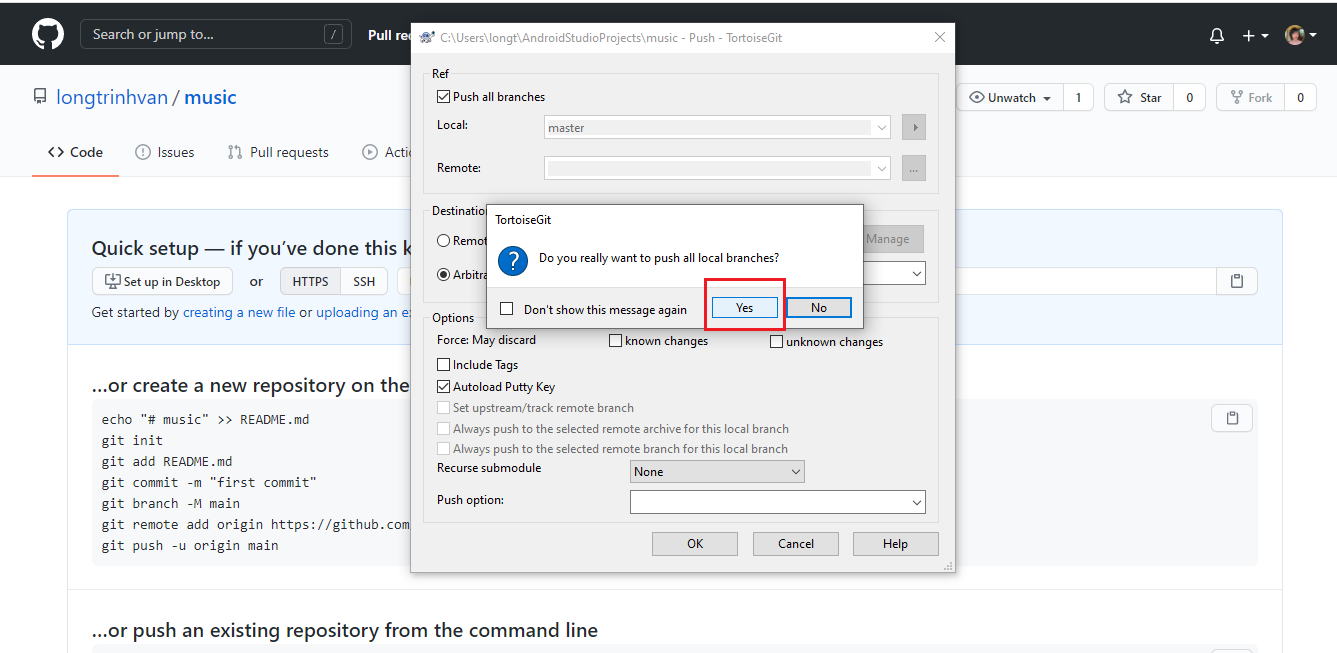 Search or jump to...
/
Pull re
C:\Users\longt\AndroidStudioProjects\music - Push - TortoiseGit
longtrinhvan / music
Unwatch
1
Star
0
Fork
0
Code
Issues
Pull requests
Actio
Ref
Push all branches
Local:
master
Remote:
...
Destination
Remot
Manage
Arbitra
TortoiseGit
?
Do you really want to push all local branches?
Don't show this message again
Yes
No
Quick setup — if you’ve done this k
Set up in Desktop
or
HTTPS
SSH
Get started by creating a new file or uploading an ex
Options
Force: May discard
known changes
unknown changes
Include Tags
Autoload Putty Key
Set upstream/track remote branch
Always push to the selected remote archive for this local branch
Always push to the selected remote branch for this local branch
Recurse submodule
None
Push option:
OK
Cancel
Help
…or create a new repository on the
echo "# music" >> README.md
git init
git add README.md
git commit -m "first commit"
git branch -M main
git remote add origin https://github.com
git push -u origin main
…or push an existing repository from the command line